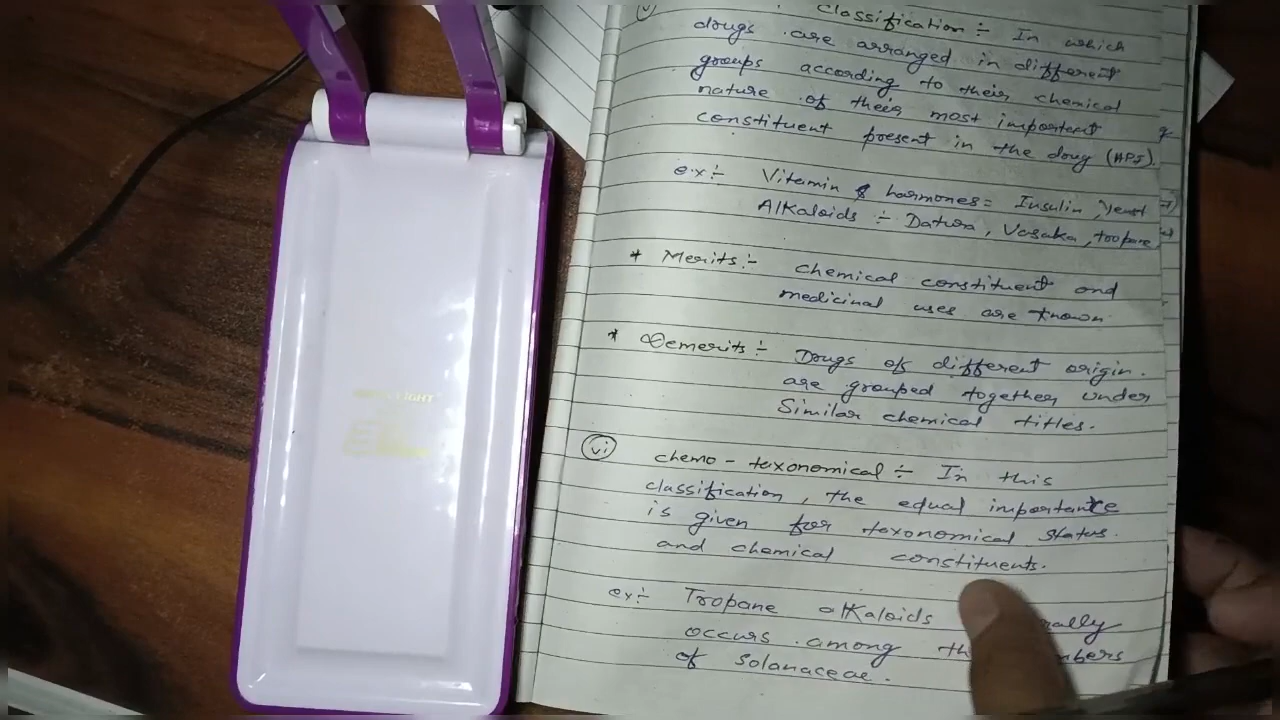 (v) Classification ÷ In which
drugs are arranged in different
groups according to their chemical
nature of their most important
constituent present in the drug (API).
ex ÷ Vitamin & hormones = Insulin, yeast
Alkaloids ÷ Datura, Vasaka, tropane
* Merits ÷ chemical constituent and
medicinal uses are known
* Demerits ÷ Drugs of different origin.
are grouped together under
Similar chemical titles.
(vi) chemo - taxonomical ÷ In this
classification, the equal importance
is given for taxonomical status.
and chemical constituents.
ex ÷ Tropane alkaloids
occurs among
of solanaceae.